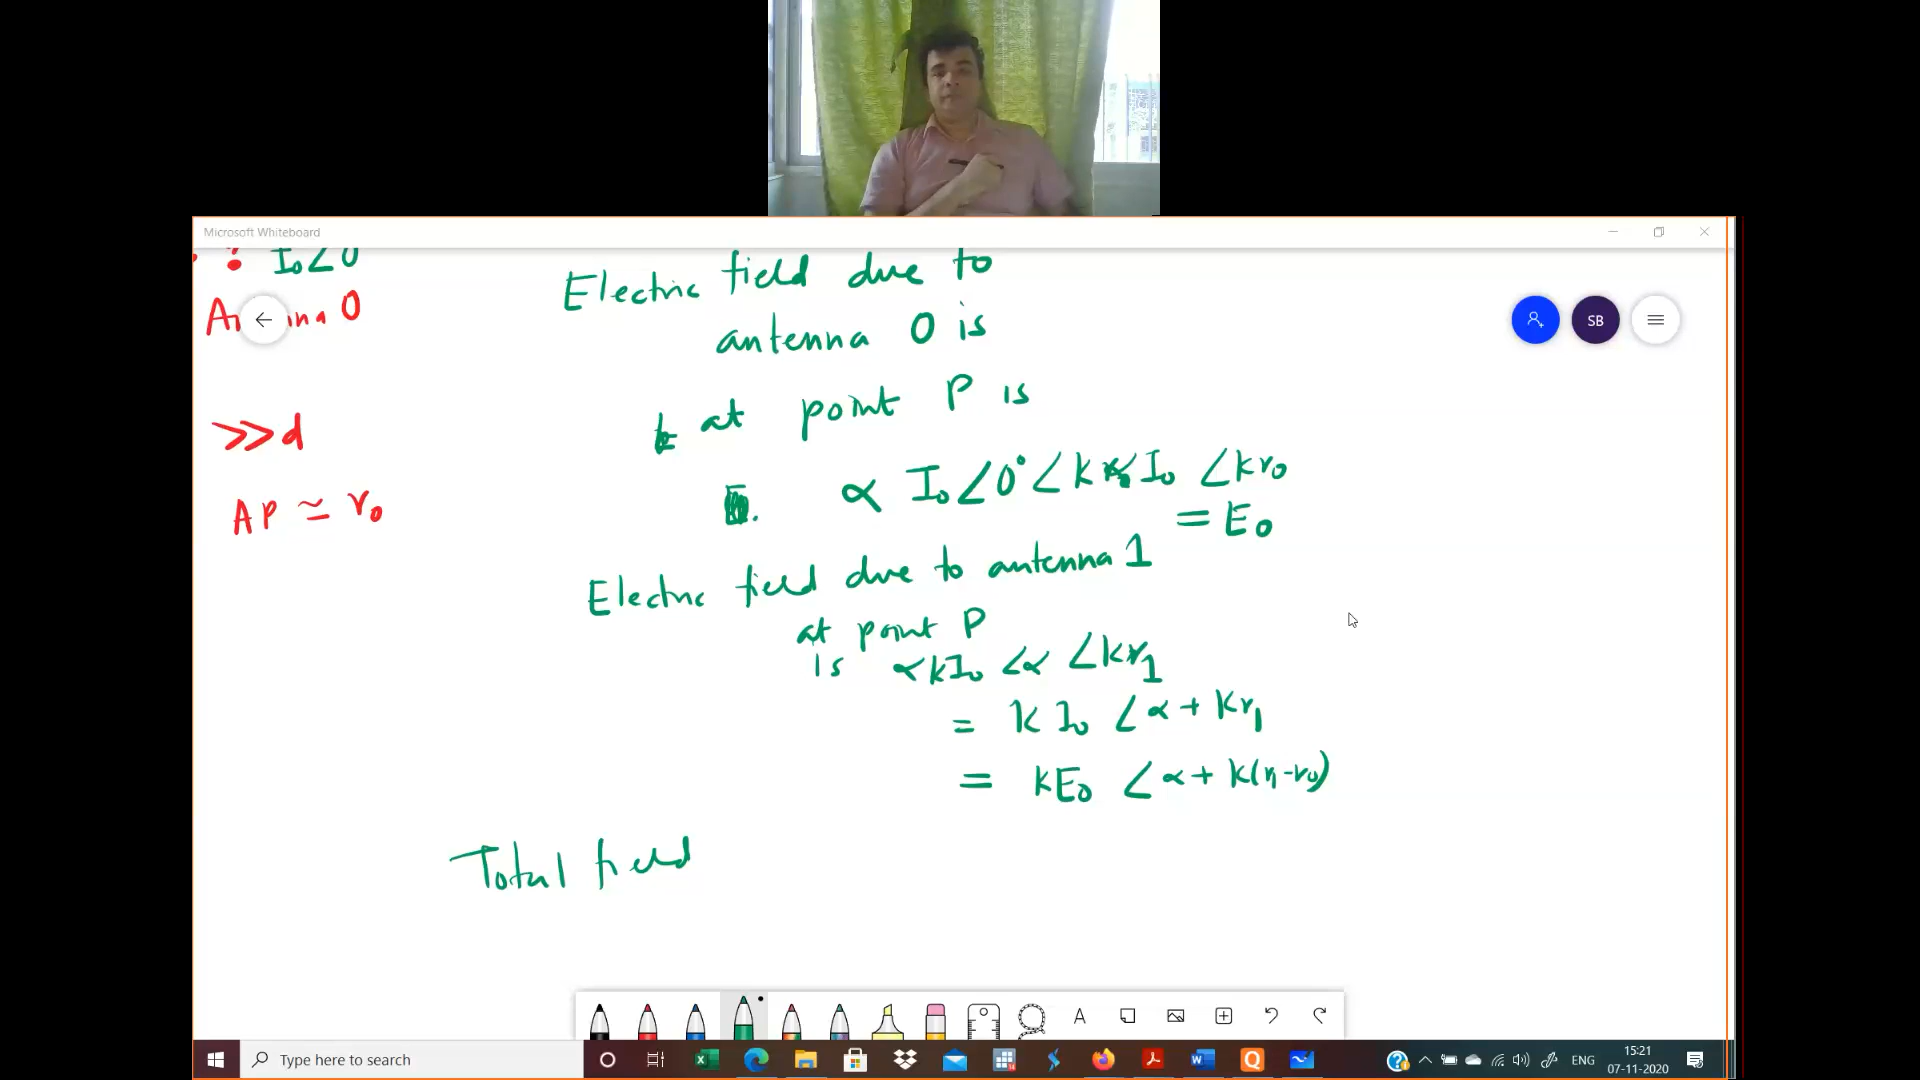 Microsoft Whiteboard
I₀∠0
Antenna 0
>>d
AP ≃ r₀
Electric field due to
antenna 0 is
at point P is
∝ I₀∠0°∠k I₀ ∠kr₀
= E₀
Electric field due to antenna 1
at point P
is ∝kI₀ ∠α ∠kr₁
= k I₀ ∠α + kr₁
= kE₀ ∠α + k(r₁-r₀)
Total field
SB
A
Type here to search
ENG
15:21
07-11-2020